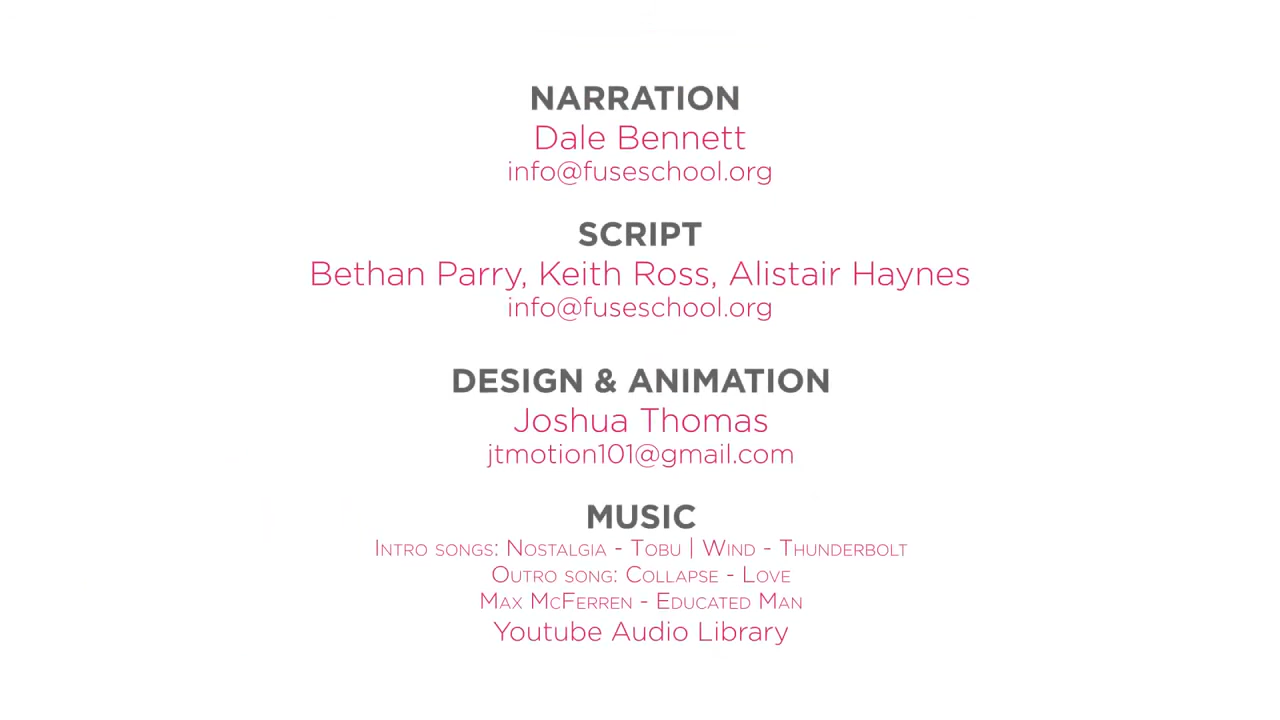 NARRATION
Dale Bennett
info@fuseschool.org
SCRIPT
Bethan Parry, Keith Ross, Alistair Haynes
info@fuseschool.org
DESIGN & ANIMATION
Joshua Thomas
jtmotion101@gmail.com
MUSIC
Intro songs: Nostalgia - Tobu | Wind - Thunderbolt
Outro song: Collapse - Love
Max McFerren - Educated Man
Youtube Audio Library